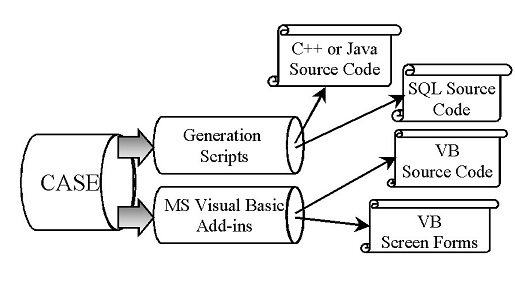 C++ or Java
Source Code
SQL Source
Code
Generation
Scripts
VB
Source Code
CASE
MS Visual Basic
Add-ins
VB
Screen Forms